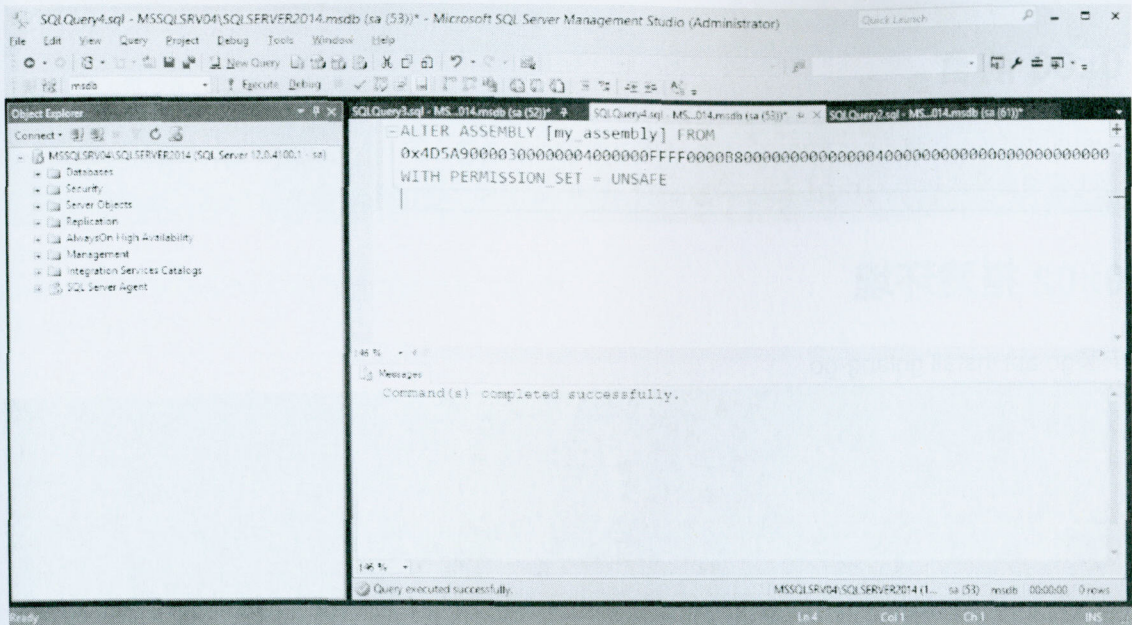 SQLQuery4.sql - MSSQLSRV04\SQLSERVER2014.msdb (sa (53))* - Microsoft SQL Server Management Studio (Administrator)
Quick Launch
File Edit View Query Project Debug Tools Window Help
New Query
msdb
Execute Debug
Object Explorer
SQLQuery3.sql - MS...014.msdb (sa (52))*
SQLQuery4.sql - MS...014.msdb (sa (53))*
SQLQuery2.sql - MS...014.msdb (sa (61))*
Connect
MSSQLSRV04\SQLSERVER2014 (SQL Server 12.0.4100.1 - sa)
Databases
Security
Server Objects
Replication
AlwaysOn High Availability
Management
Integration Services Catalogs
SQL Server Agent
ALTER ASSEMBLY [my_assembly] FROM
WITH PERMISSION_SET = UNSAFE
146 %
Messages
Command(s) completed successfully.
146 %
Query executed successfully.
MSSQLSRV04\SQLSERVER2014 (1... sa (53) msdb 00:00:00 0 rows
Ready
Ln 4 Col 1 Ch 1 INS